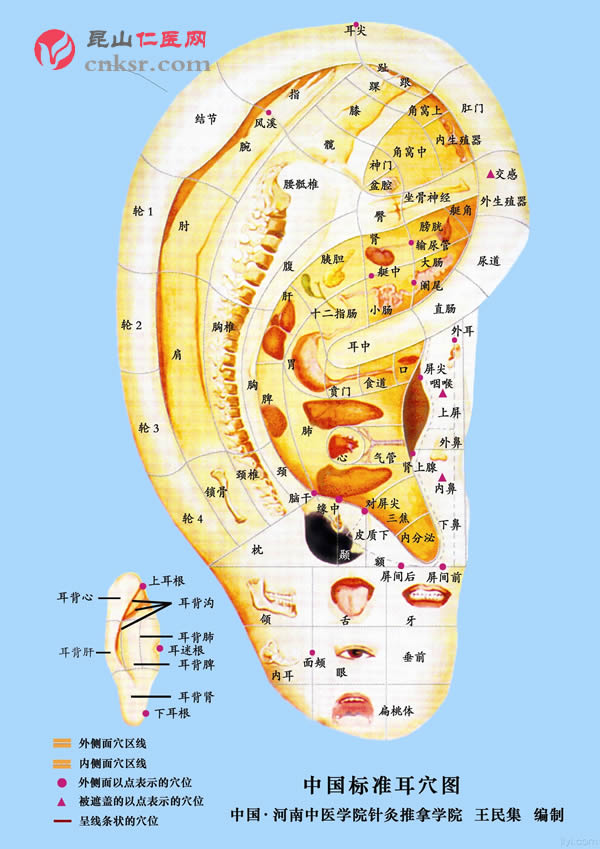 昆山仁医网
cnksr.com
耳尖
趾
跟
踝
指
膝
角窝上
肛门
结节
风溪
内生殖器
腕
髋
角窝中
神门
交感
盆腔
腰骶椎
坐骨神经
外生殖器
轮1
肘
臀
艇角
膀胱
肾
输尿管
尿道
腹
胰胆
大肠
艇中
阑尾
肝
十二指肠
小肠
直肠
轮2
胸椎
外耳
耳中
肩
胃
口
屏尖
咽喉
胸
食道
贲门
脾
上屏
轮3
肺
外鼻
心
气管
肾上腺
颈椎
颈
内鼻
锁骨
脑干
缘中
对屏尖
三焦
下鼻
轮4
皮质下
内分泌
枕
颞
额
屏间后
屏间前
上耳根
耳背心
耳背沟
颌
舌
牙
耳背肺
耳背肝
耳迷根
面颊
垂前
耳背脾
内耳
眼
耳背肾
下耳根
扁桃体
外侧面穴区线
内侧面穴区线
外侧面以点表示的穴位
被遮盖的以点表示的穴位
呈线条状的穴位
中国标准耳穴图
中国·河南中医学院针灸推拿学院 王民集 编制